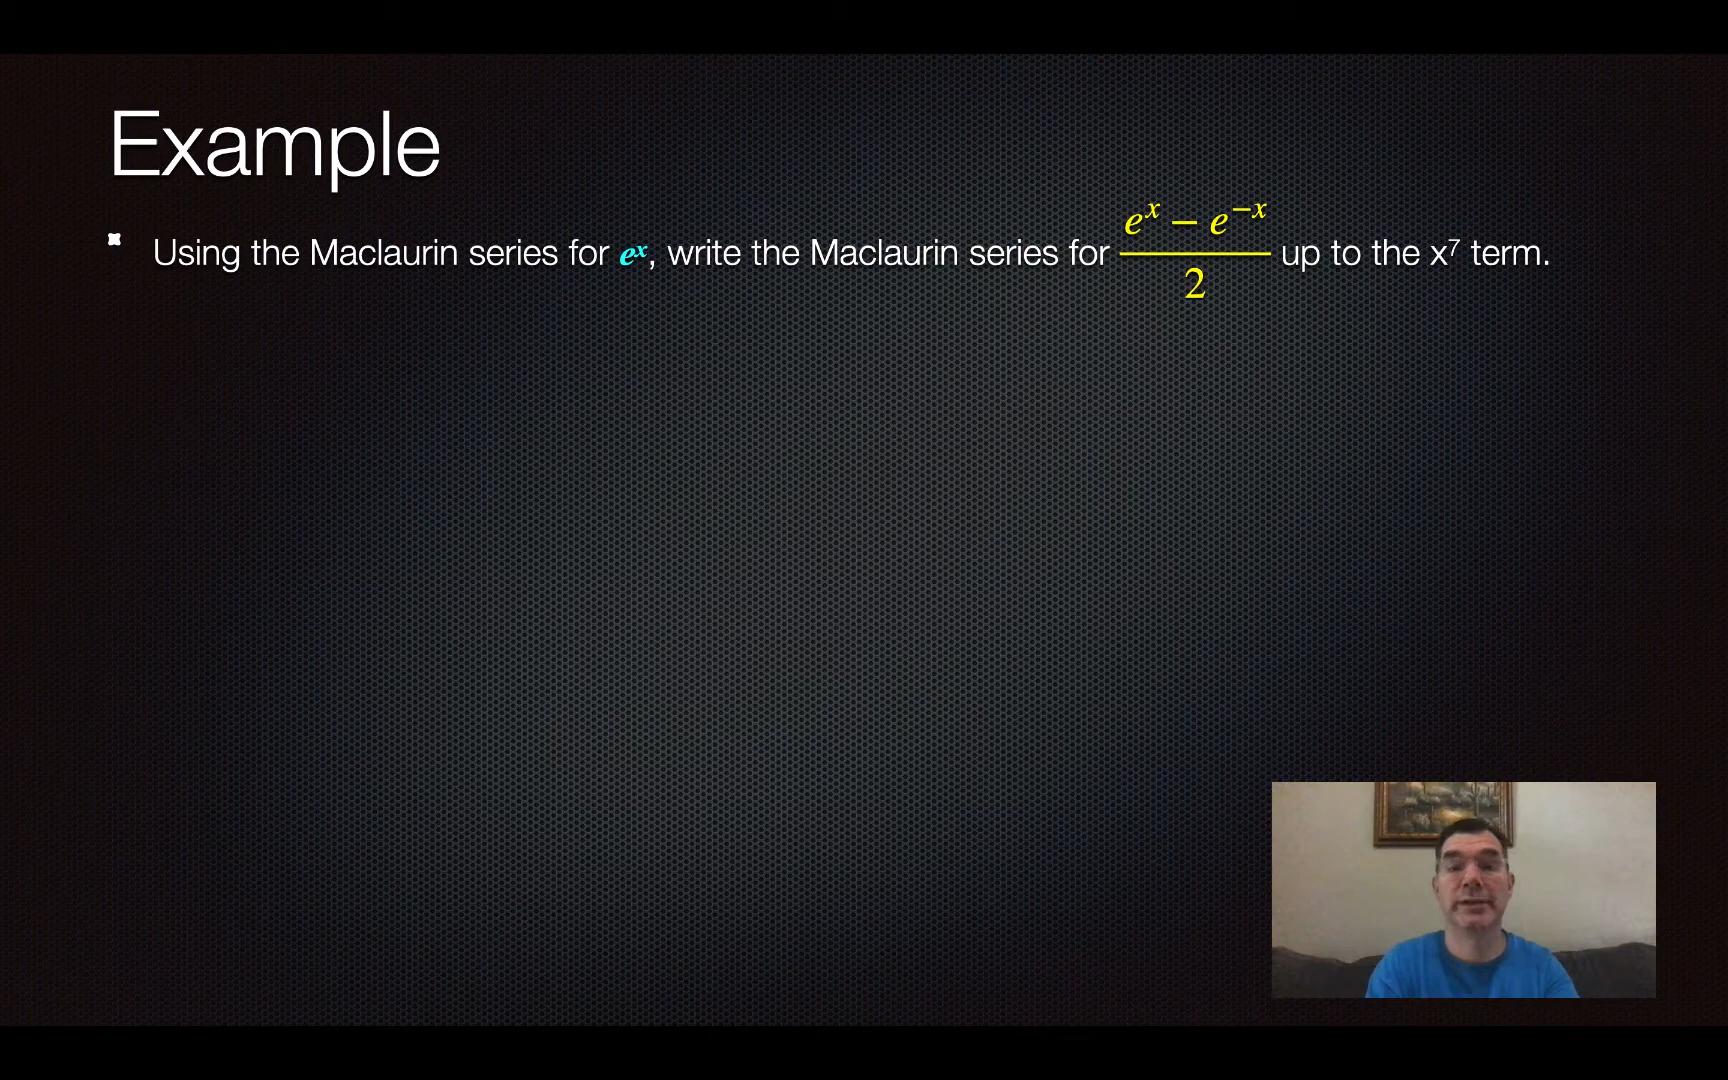 Example
Using the Maclaurin series for eˣ, write the Maclaurin series for (eˣ − e⁻ˣ)/2 up to the x⁷ term.